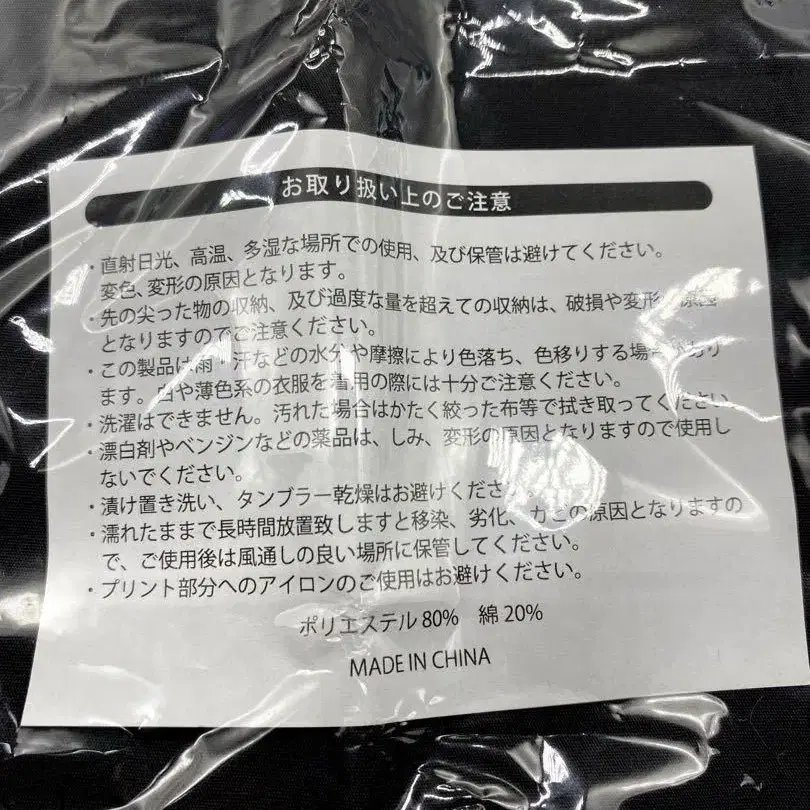 お取り扱い上のご注意
・直射日光、高温、多湿な場所での使用、及び保管は避けてください。
変色、変形の原因となります。
・先の尖った物の収納、及び過度な量を超えての収納は、破損や変形
となりますのでご注意ください。
・この製品は雨・汗などの水分や摩擦により色落ち、色移りする場
ます。白や薄色系の衣服を着用の際には十分ご注意ください。
・洗濯はできません。汚れた場合はかたく絞った布等で拭き取ってください
・漂白剤やベンジンなどの薬品は、しみ、変形の原因となりますので使用し
ないでください。
・漬け置き洗い、タンブラー乾燥はお避けくださ
・濡れたままで長時間放置致しますと移染、劣化、カビの原因となりますの
で、ご使用後は風通しの良い場所に保管してください。
・プリント部分へのアイロンのご使用はお避けください。
ポリエステル 80% 綿 20%
MADE IN CHINA